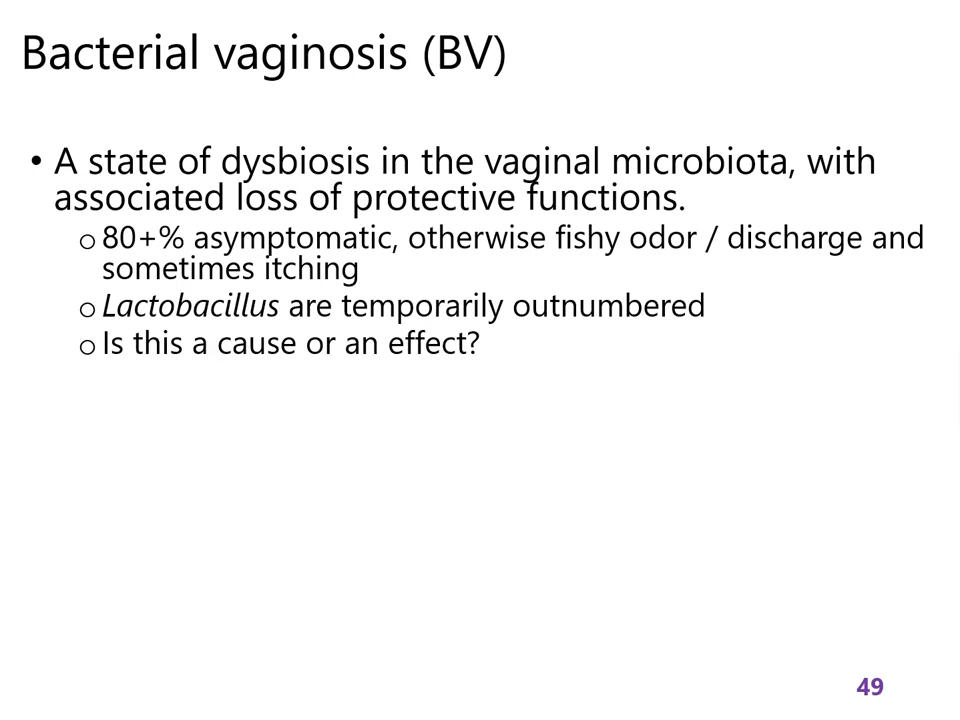 Bacterial vaginosis (BV)
• A state of dysbiosis in the vaginal microbiota, with
associated loss of protective functions.
o 80+% asymptomatic, otherwise fishy odor / discharge and
sometimes itching
o Lactobacillus are temporarily outnumbered
o Is this a cause or an effect?
49